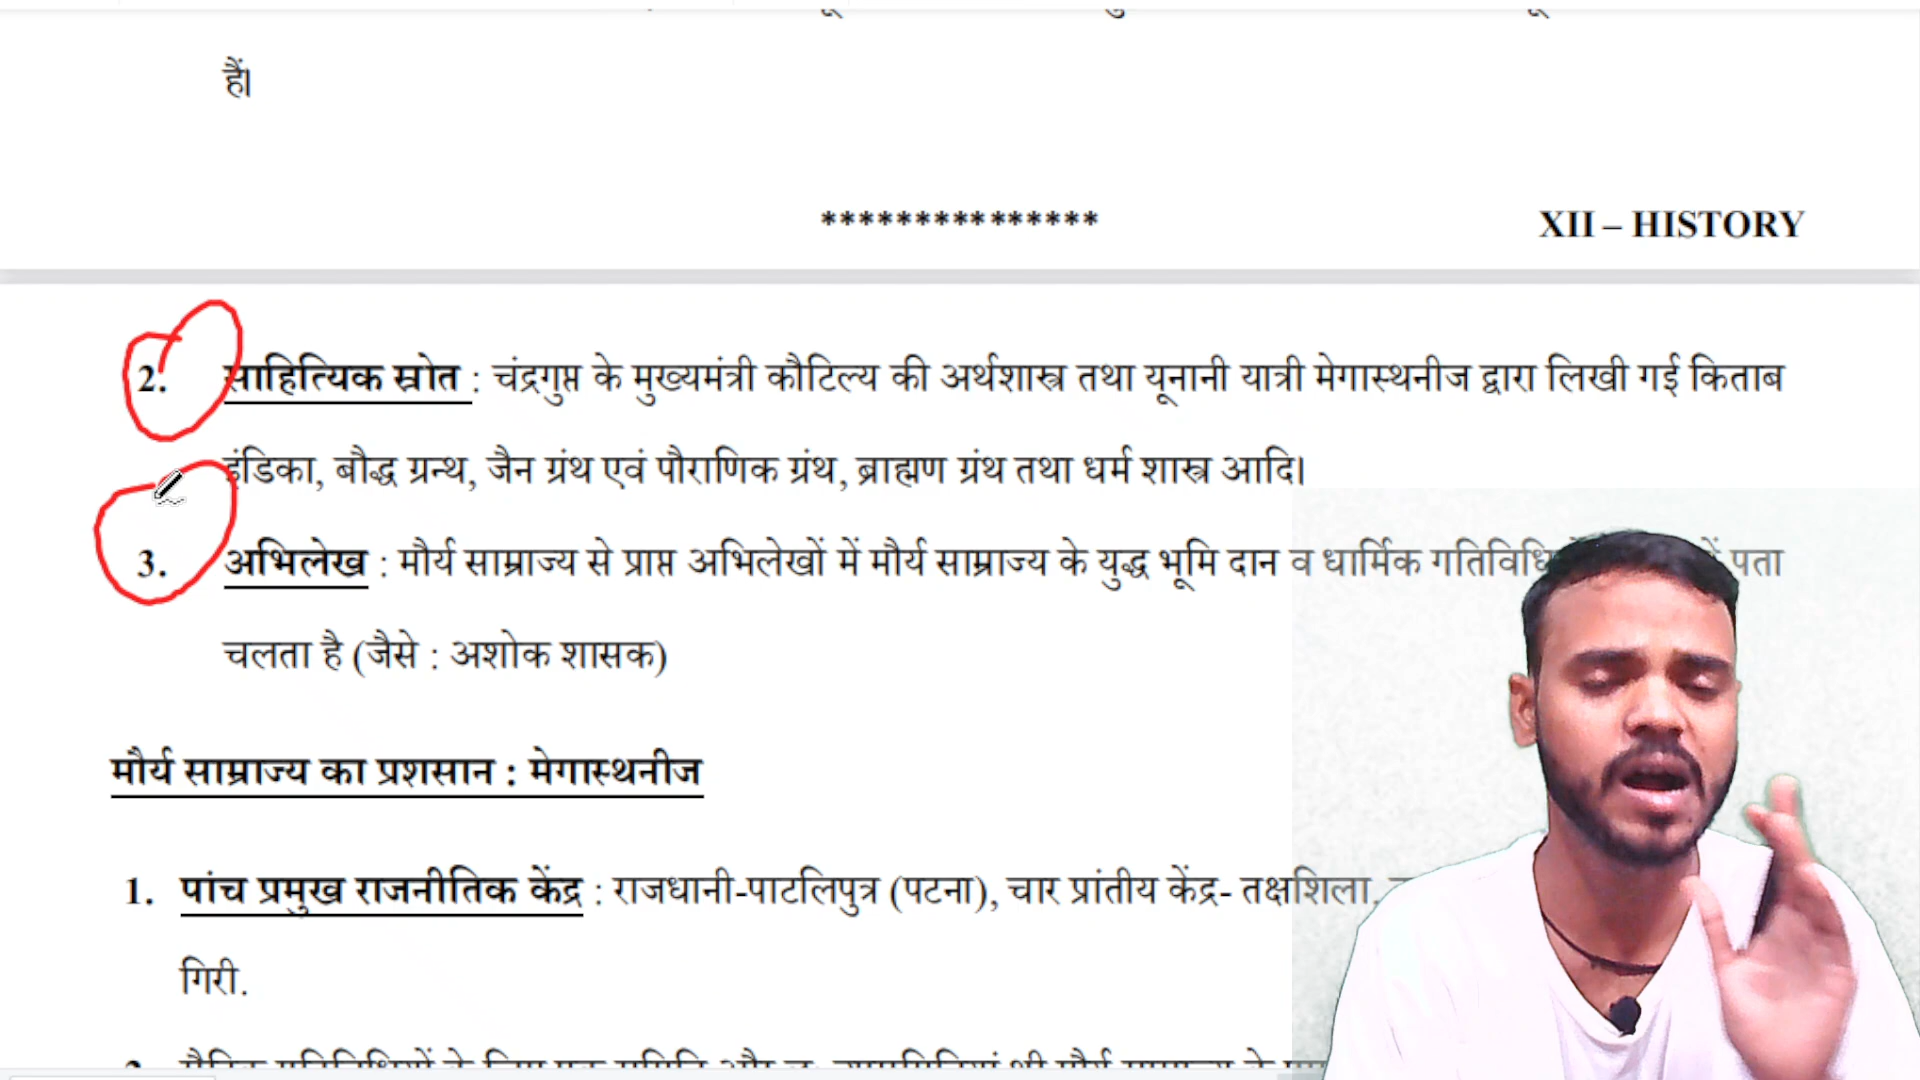 हैं।
*************** XII – HISTORY
2. साहित्यिक स्रोत : चंद्रगुप्त के मुख्यमंत्री कौटिल्य की अर्थशास्त्र तथा यूनानी यात्री मेगास्थनीज द्वारा लिखी गई किताब
इंडिका, बौद्ध ग्रन्थ, जैन ग्रंथ एवं पौराणिक ग्रंथ, ब्राह्मण ग्रंथ तथा धर्म शास्त्र आदि।
3. अभिलेख : मौर्य साम्राज्य से प्राप्त अभिलेखों में मौर्य साम्राज्य के युद्ध भूमि दान व धार्मिक पता
चलता है (जैसे : अशोक शासक)
मौर्य साम्राज्य का प्रशसान : मेगास्थनीज
1. पांच प्रमुख राजनीतिक केंद्र : राजधानी-पाटलिपुत्र (पटना), चार प्रांतीय केंद्र- तक्षशिला,
गिरी.